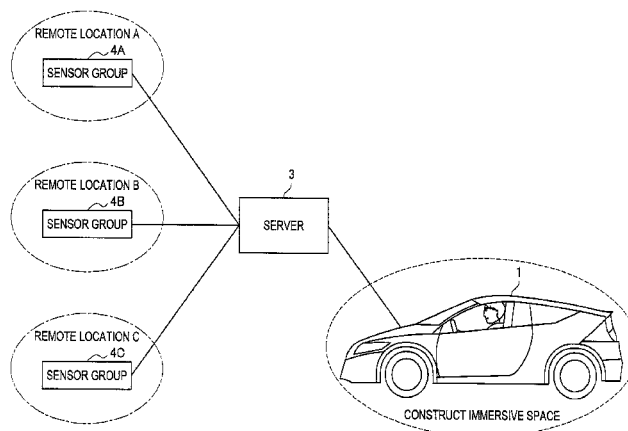 REMOTE LOCATION A
4A
SENSOR GROUP
REMOTE LOCATION B
4B
SENSOR GROUP
3
SERVER
REMOTE LOCATION C
4C
SENSOR GROUP
1
CONSTRUCT IMMERSIVE SPACE